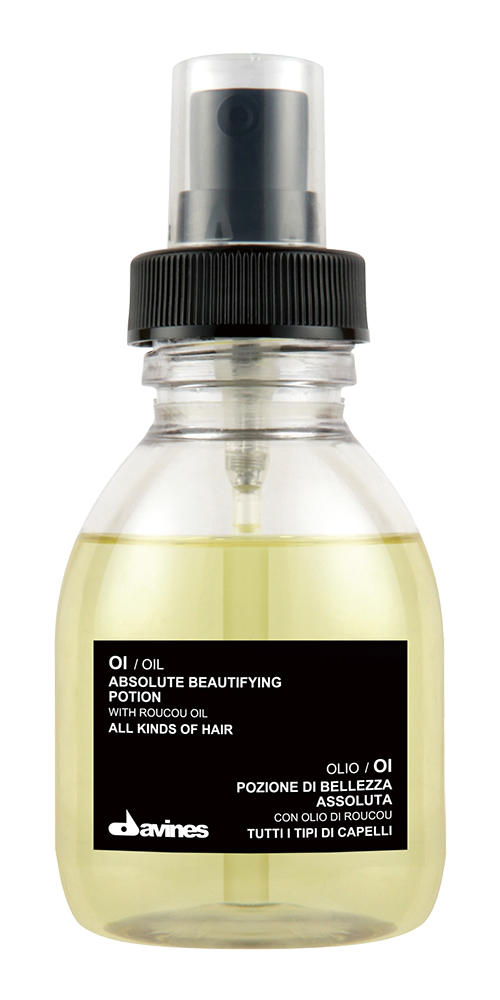 OI / OIL
ABSOLUTE BEAUTIFYING
POTION
WITH ROUCOU OIL
ALL KINDS OF HAIR
OLIO / OI
POZIONE DI BELLEZZA
ASSOLUTA
CON OLIO DI ROUCOU
TUTTI I TIPI DI CAPELLI
davines